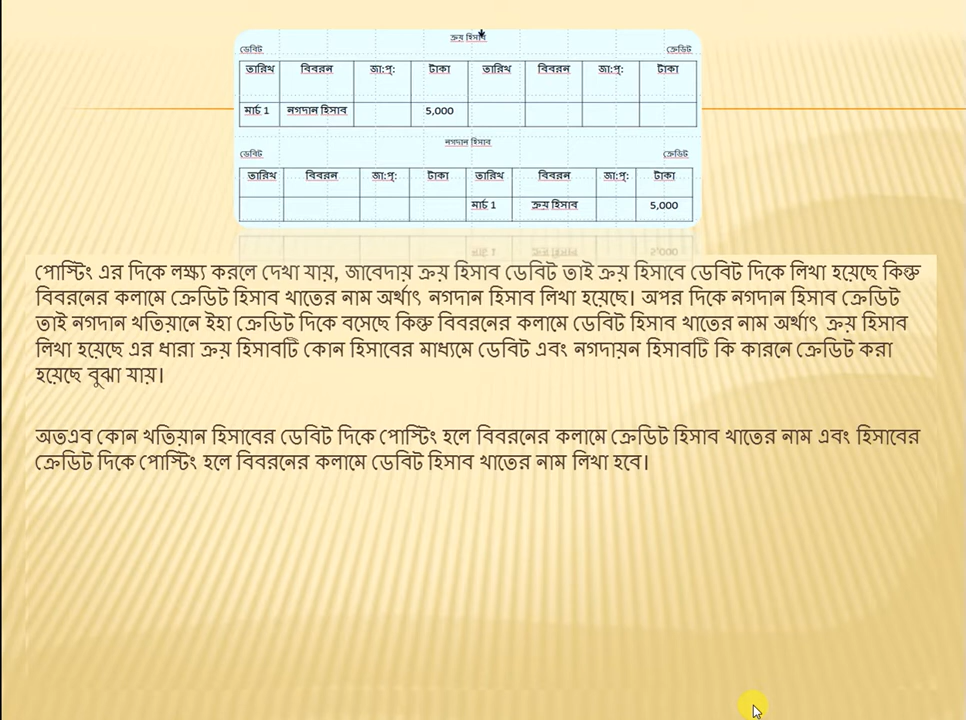 ক্রয় হিসাব
ডেবিট ক্রেডিট
তারিখ বিবরন জা:পৃ: টাকা তারিখ বিবরন জা:পৃ: টাকা
মার্চ 1 নগদান হিসাব 5,000
নগদান হিসাব
ডেবিট ক্রেডিট
তারিখ বিবরন জা:পৃ: টাকা তারিখ বিবরন জা:পৃ: টাকা
মার্চ 1 ক্রয় হিসাব 5,000
পোস্টিং এর দিকে লক্ষ্য করলে দেখা যায়, জাবেদায় ক্রয় হিসাব ডেবিট তাই ক্রয় হিসাবে ডেবিট দিকে লিখা হয়েছে কিন্তু
বিবরনের কলামে ক্রেডিট হিসাব খাতের নাম অর্থাৎ নগদান হিসাব লিখা হয়েছে। অপর দিকে নগদান হিসাব ক্রেডিট
তাই নগদান খতিয়ানে ইহা ক্রেডিট দিকে বসেছে কিন্তু বিবরনের কলামে ডেবিট হিসাব খাতের নাম অর্থাৎ ক্রয় হিসাব
লিখা হয়েছে এর ধারা ক্রয় হিসাবটি কোন হিসাবের মাধ্যমে ডেবিট এবং নগদায়ন হিসাবটি কি কারনে ক্রেডিট করা
হয়েছে বুঝা যায়।
অতএব কোন খতিয়ান হিসাবের ডেবিট দিকে পোস্টিং হলে বিবরনের কলামে ক্রেডিট হিসাব খাতের নাম এবং হিসাবের
ক্রেডিট দিকে পোস্টিং হলে বিবরনের কলামে ডেবিট হিসাব খাতের নাম লিখা হবে।